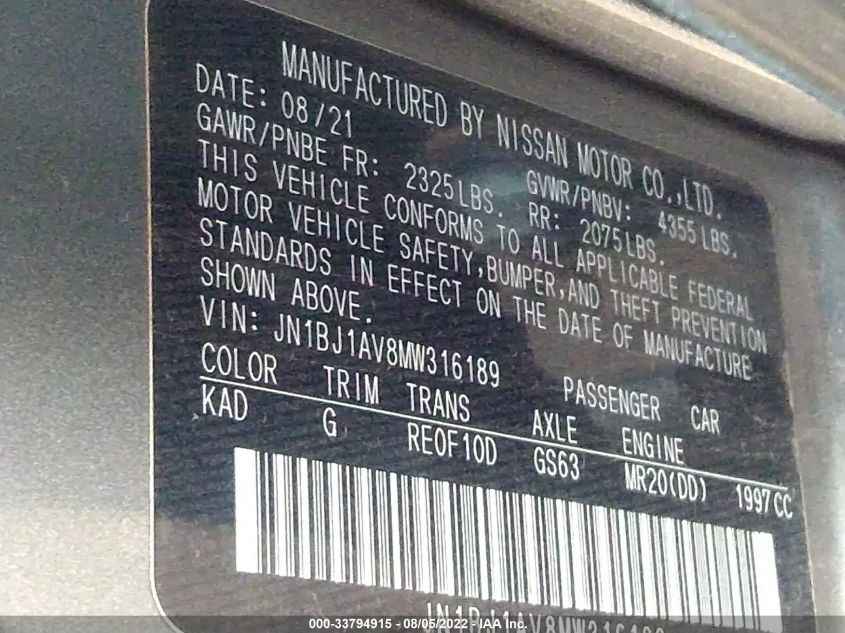 MANUFACTURED BY NISSAN MOTOR CO.,LTD.
DATE: 08/21 GVWR/PNBV: 4355 LBS.
GAWR/PNBE FR: 2325LBS. RR: 2075LBS.
THIS VEHICLE CONFORMS TO ALL APPLICABLE FEDERAL
MOTOR VEHICLE SAFETY,BUMPER,AND THEFT PREVENTION
STANDARDS IN EFFECT ON THE DATE OF MANUFACTURE
SHOWN ABOVE.
VIN: JN1BJ1AV8MW316189 PASSENGER CAR
COLOR TRIM TRANS AXLE ENGINE
KAD G RE0F10D GS63 MR20(DD) 1997CC
JN1BJ1AV8MW316189
000-33794915 - 08/05/2022 - IAA Inc.